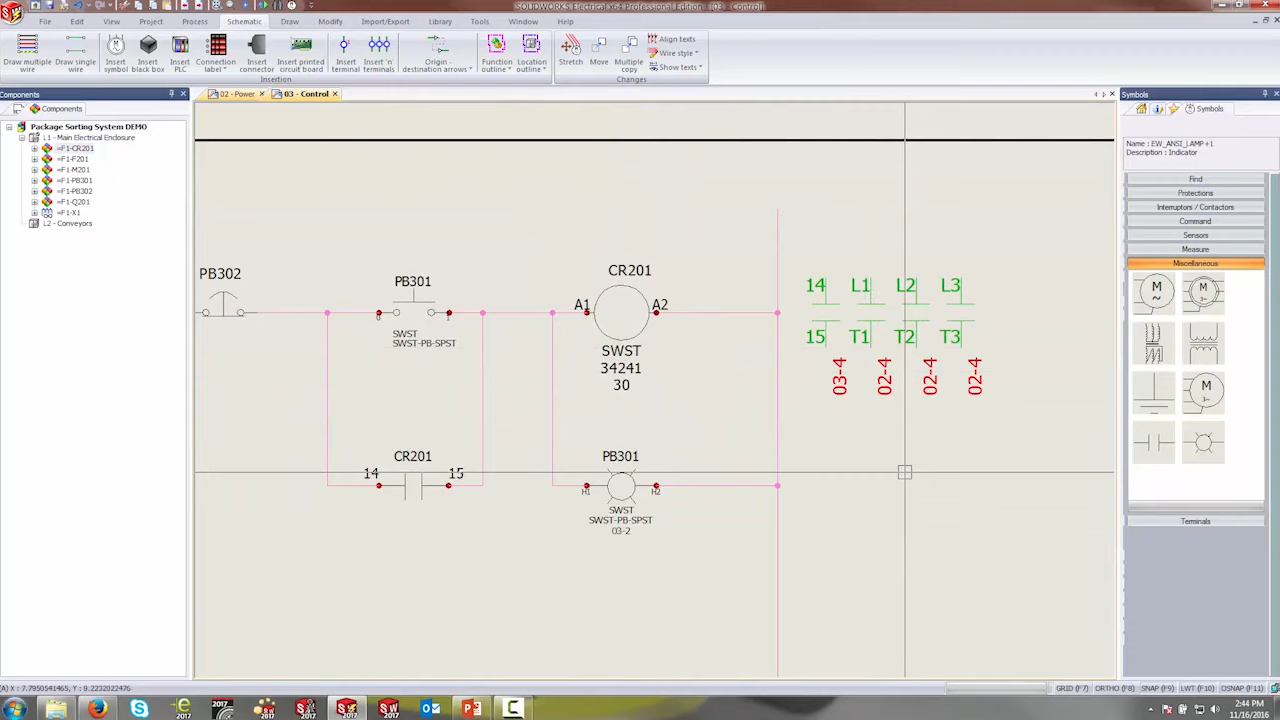 SOLIDWORKS Electrical x64 Professional Edition - [03 - Control]
File Edit View Project Process Schematic Draw Modify Import/Export Library Tools Window Help
Draw multiple wire
Draw single wire
Insert symbol
Insert black box
Insert PLC
Connection label
Insert connector
Insert printed circuit board
Insert terminal
Insert 'n' terminals
Origin - destination arrows
Function outline
Location outline
Stretch
Move
Multiple copy
Align texts
Wire style
Show texts
Insertion
Changes
Components
Components
Package Sorting System DEMO
L1 - Main Electrical Enclosure
=F1-CR201
=F1-F201
=F1-M201
=F1-PB301
=F1-PB302
=F1-Q201
=F1-X1
L2 - Conveyors
02 - Power
03 - Control
PB302
PB301
SWST
SWST-PB-SPST
CR201
A1
A2
SWST
34241
30
14 L1 L2 L3
15 T1 T2 T3
03-4 02-4 02-4 02-4
CR201
14
15
PB301
H1
H2
SWST
SWST-PB-SPST
03-2
Symbols
Symbols
Name : EW_ANSI_LAMP+1
Description : Indicator
Find
Protections
Interruptors / Contactors
Command
Sensors
Measure
Miscellaneous
M
~
M
3~
M
3~
Terminals
(A) X : 7.7950541465, Y : 8.2232022476
GRID (F7) ORTHO (F8) SNAP (F9) LWT (F10) OSNAP (F11)
2:44 PM
11/16/2016